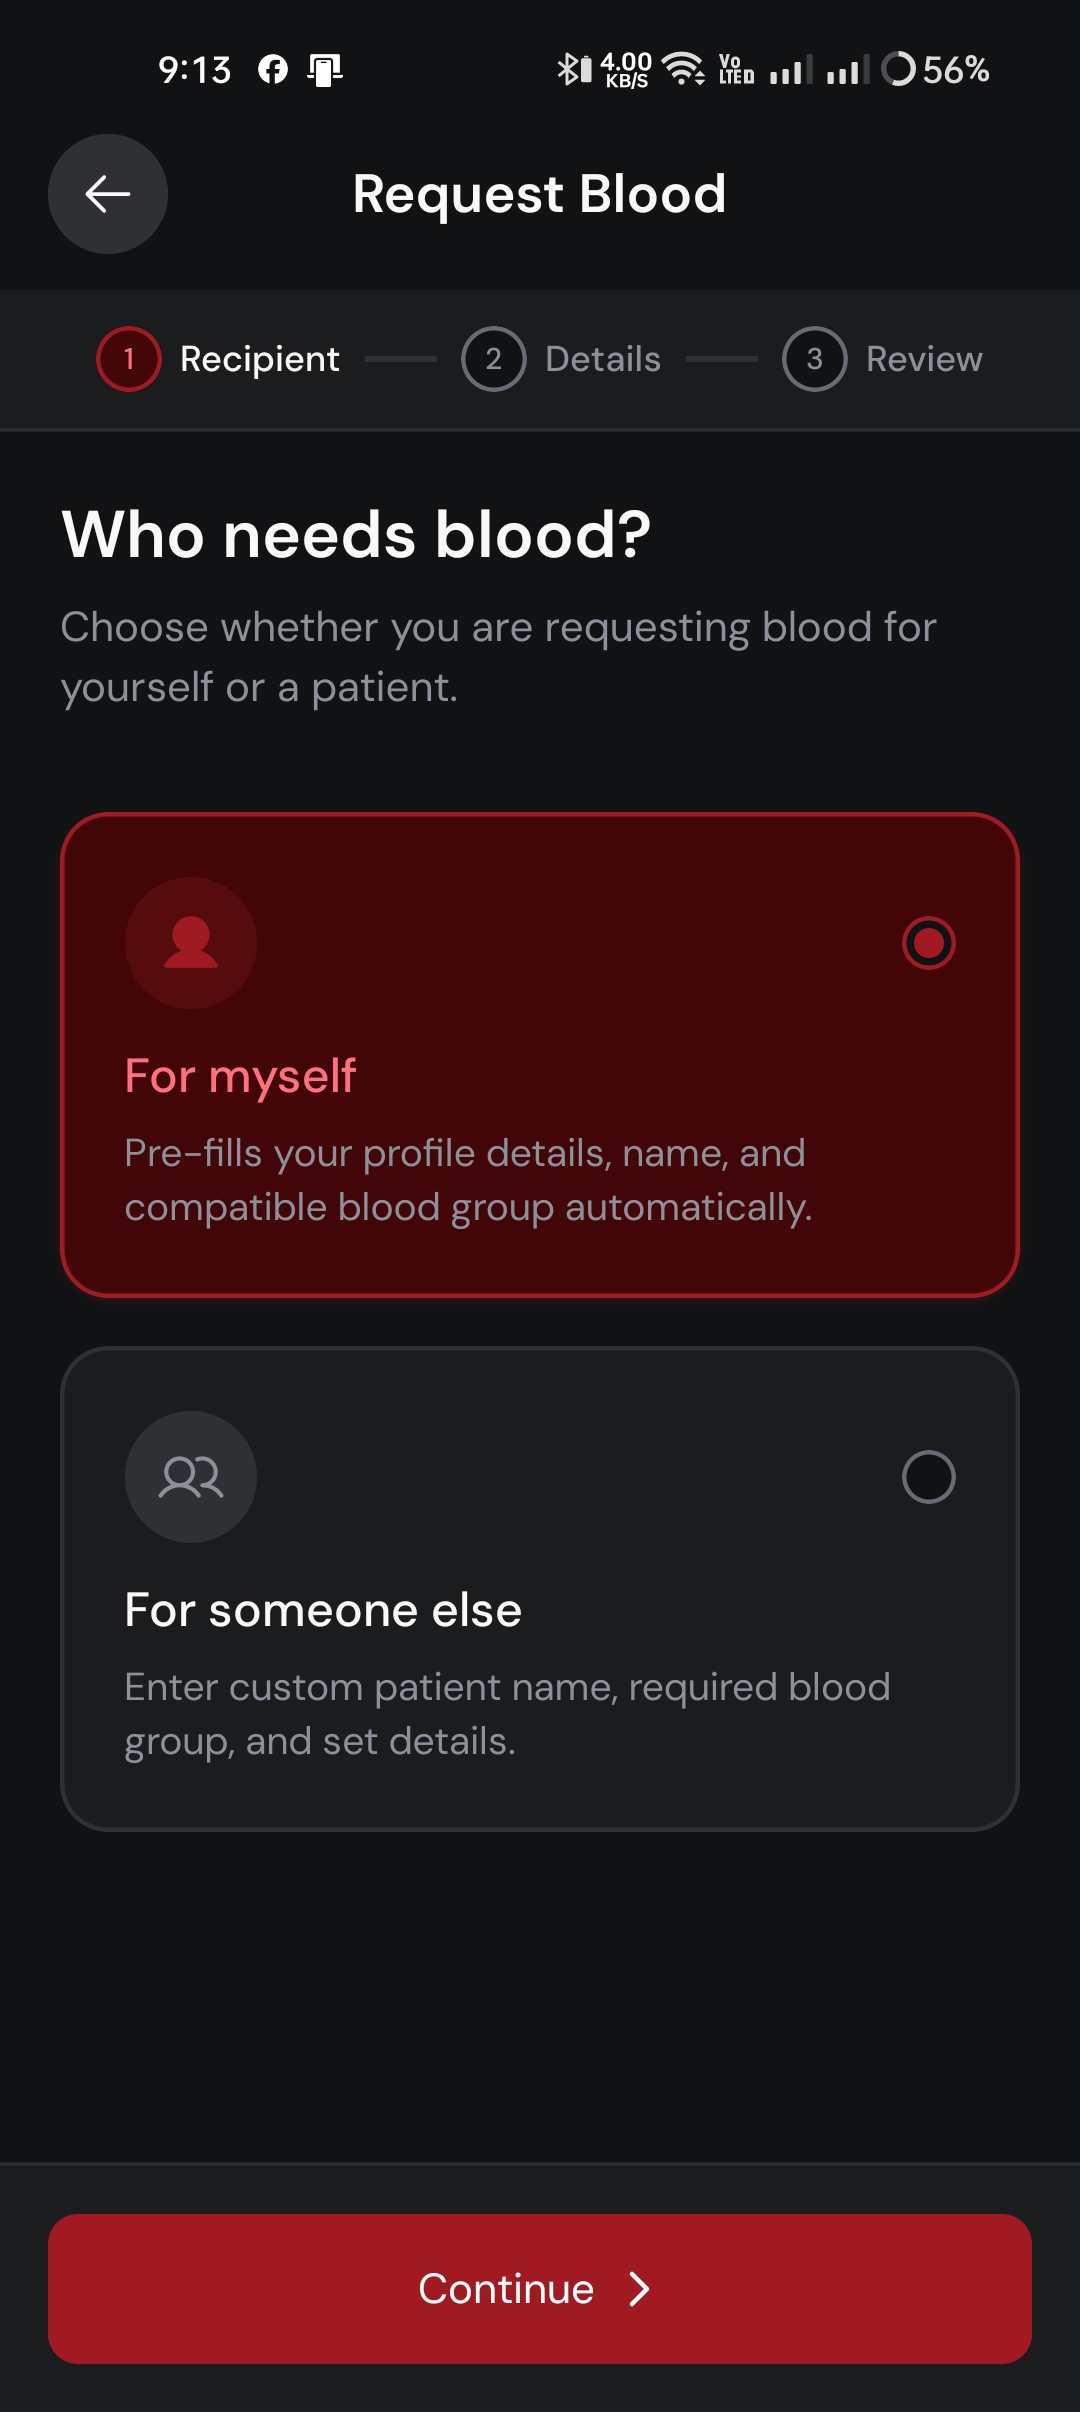 9:13 4.00 KB/S Vo LTE 56%
Request Blood
1 Recipient 2 Details 3 Review
Who needs blood?
Choose whether you are requesting blood for
yourself or a patient.
For myself
Pre-fills your profile details, name, and
compatible blood group automatically.
For someone else
Enter custom patient name, required blood
group, and set details.
Continue